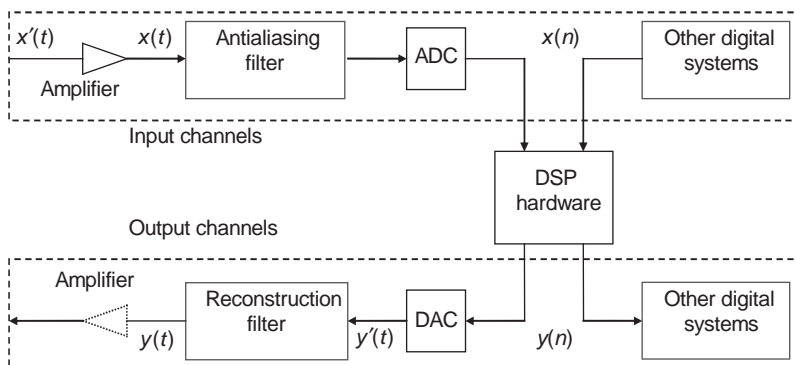 x′(t)
x(t)
Antialiasing
filter
ADC
x(n)
Other digital
systems
Amplifier
Input channels
DSP
hardware
Output channels
Amplifier
y(t)
Reconstruction
filter
y′(t)
DAC
y(n)
Other digital
systems